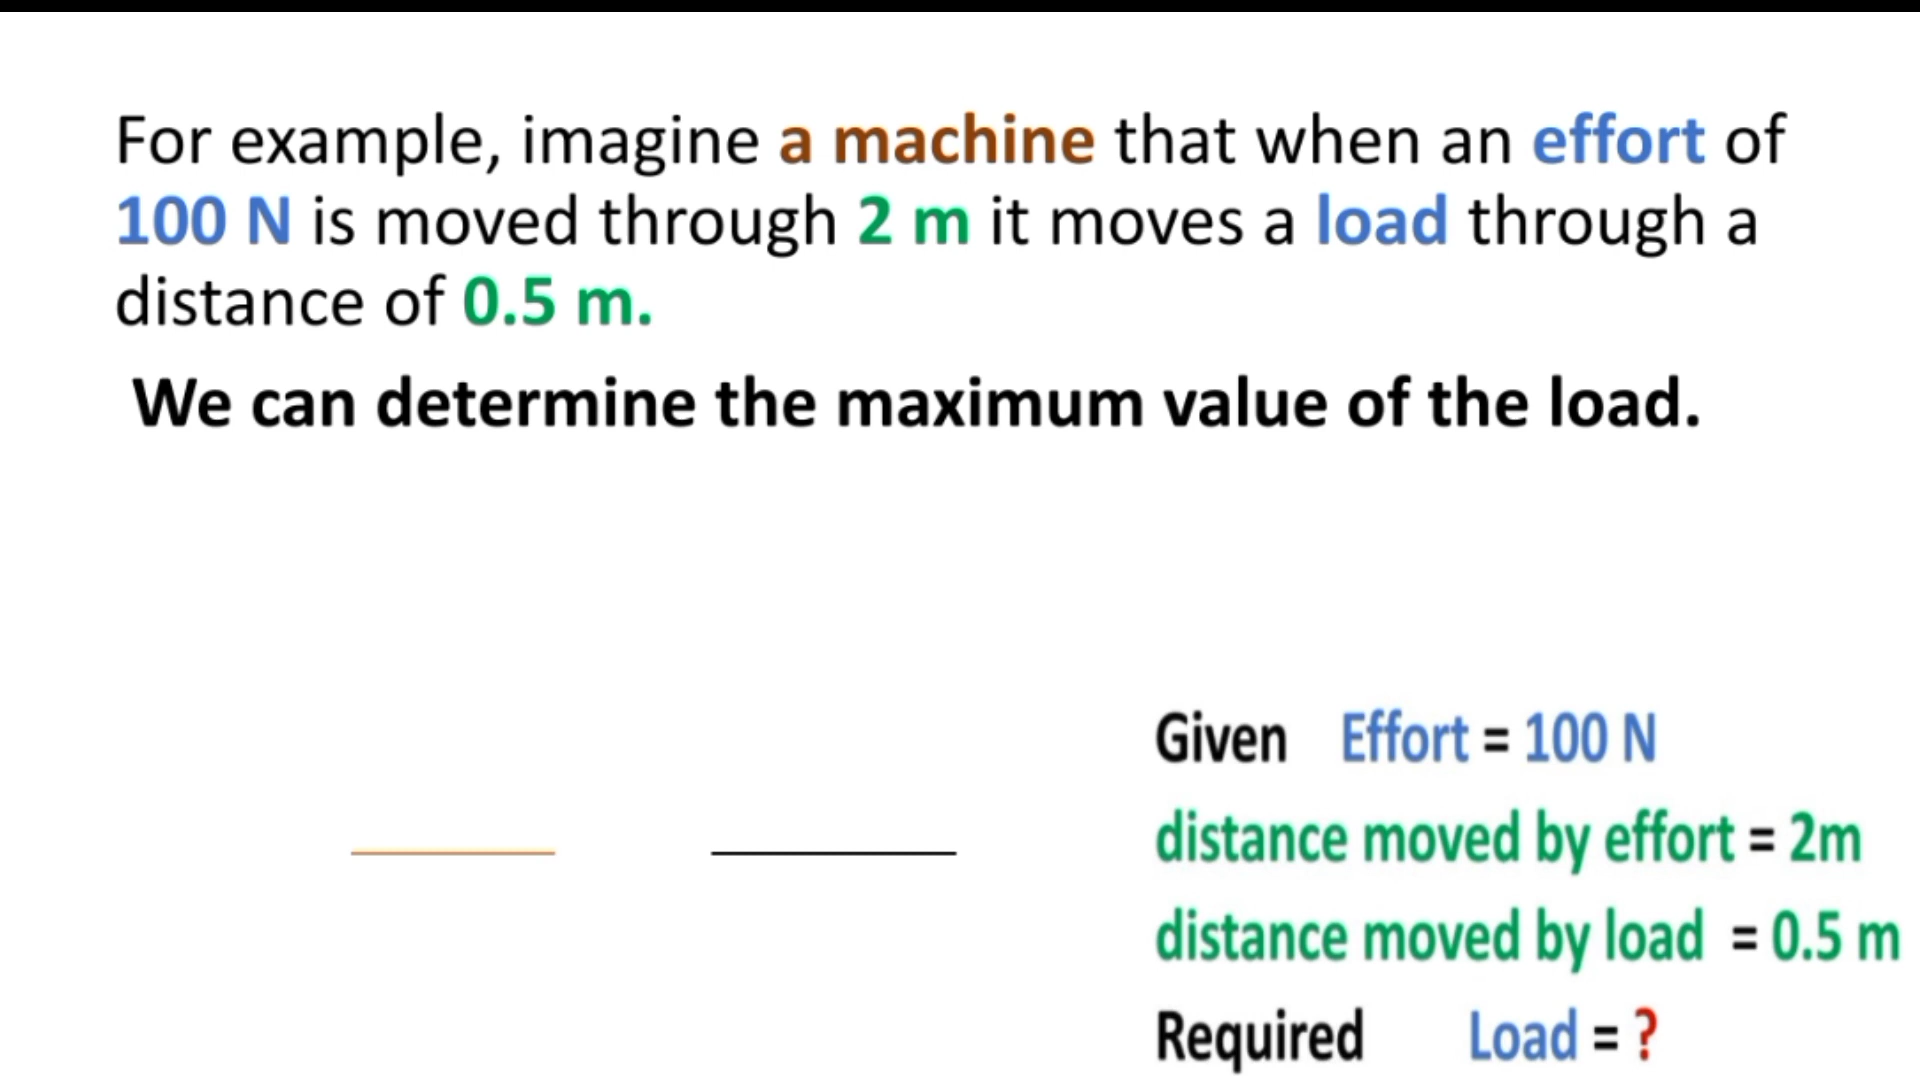 For example, imagine a machine that when an effort of
100 N is moved through 2 m it moves a load through a
distance of 0.5 m.
We can determine the maximum value of the load.
Given Effort = 100 N
distance moved by effort = 2m
distance moved by load = 0.5 m
Required Load = ?